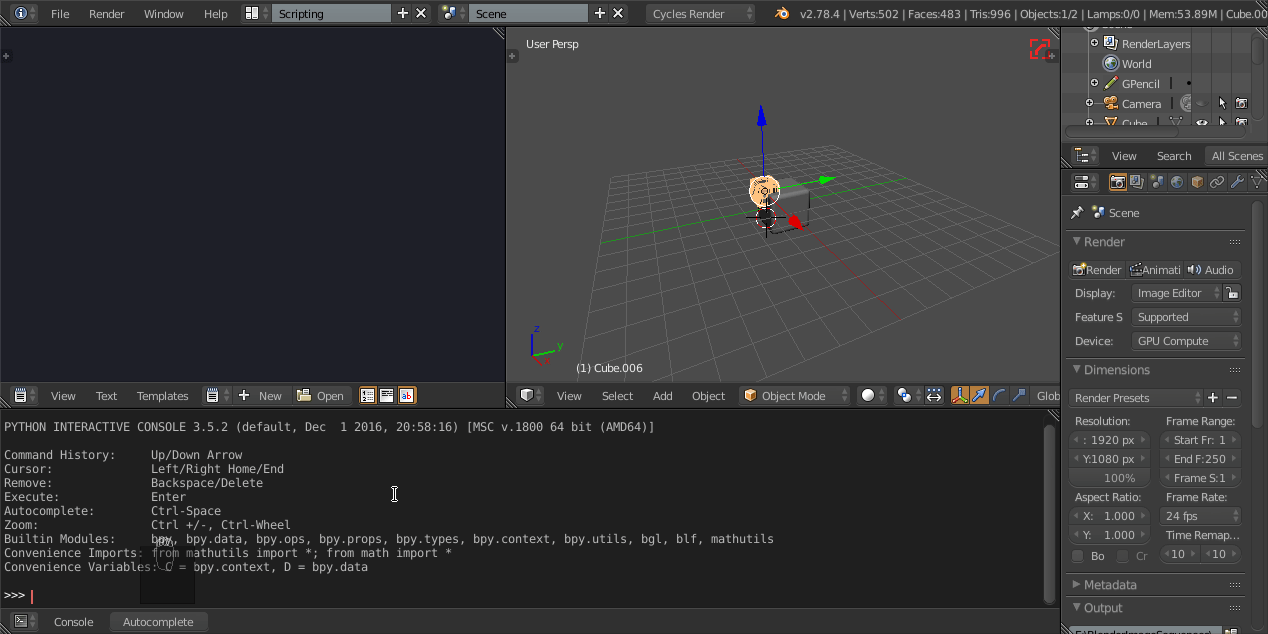 File Render Window Help Scripting Scene Cycles Render v2.78.4 | Verts:502 | Faces:483 | Tris:996 | Objects:1/2 | Lamps:0/0 | Mem:53.89M | Cube.00
User Persp
RenderLayers
World
GPencil
Camera
Cube
View Search All Scenes
Scene
Render
Render Animati Audio
Display: Image Editor
Feature S Supported
Device: GPU Compute
z
y
(1) Cube.006
Dimensions
View Text Templates New Open View Select Add Object Object Mode Glob
Render Presets
Resolution: Frame Range:
: 1920 px Start Fr: 1
Y:1080 px End F:250
100% Frame S:1
Aspect Ratio: Frame Rate:
X: 1.000 24 fps
Y: 1.000 Time Remap...
Bo Cr 10 10
Metadata
Output
PYTHON INTERACTIVE CONSOLE 3.5.2 (default, Dec  1 2016, 20:58:16) [MSC v.1800 64 bit (AMD64)]
Command History: Up/Down Arrow
Cursor: Left/Right Home/End
Remove: Backspace/Delete
Execute: Enter
Autocomplete: Ctrl-Space
Zoom: Ctrl +/-, Ctrl-Wheel
Builtin Modules: bpy, bpy.data, bpy.ops, bpy.props, bpy.types, bpy.context, bpy.utils, bgl, blf, mathutils
Convenience Imports: from mathutils import *; from math import *
Convenience Variables: C = bpy.context, D = bpy.data
>>>
Console Autocomplete